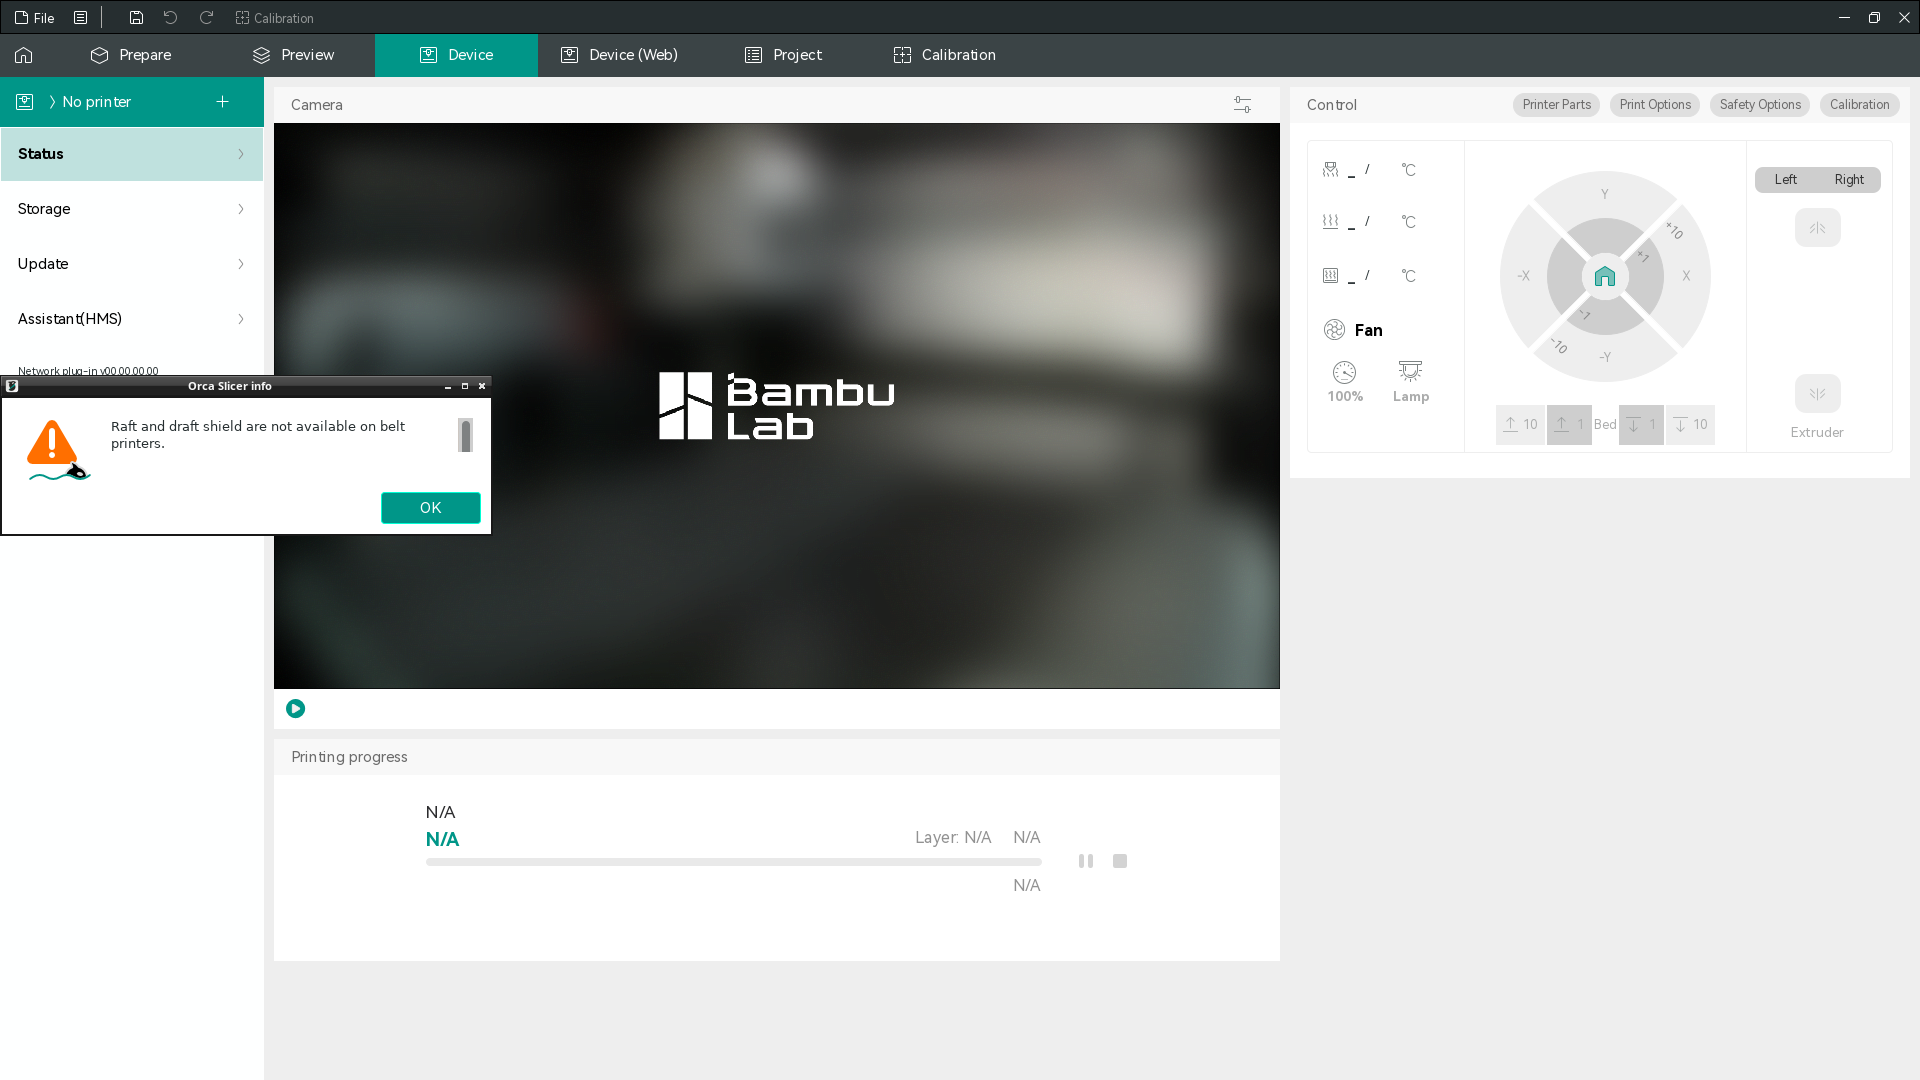 File
Calibration
Prepare
Preview
Device
Device (Web)
Project
Calibration
No printer
Status
Storage
Update
Assistant(HMS)
Network plug-in v00.00.00.00
Orca Slicer info
Raft and draft shield are not available on belt
printers.
OK
Camera
Bambu
Lab
Printing progress
N/A
N/A
Layer: N/A N/A
N/A
Control
Printer Parts
Print Options
Safety Options
Calibration
_ / °C
_ / °C
_ / °C
Fan
100%
Lamp
Y
+10
+1
-X
X
-1
-10
-Y
10
1
Bed
1
10
Left
Right
Extruder